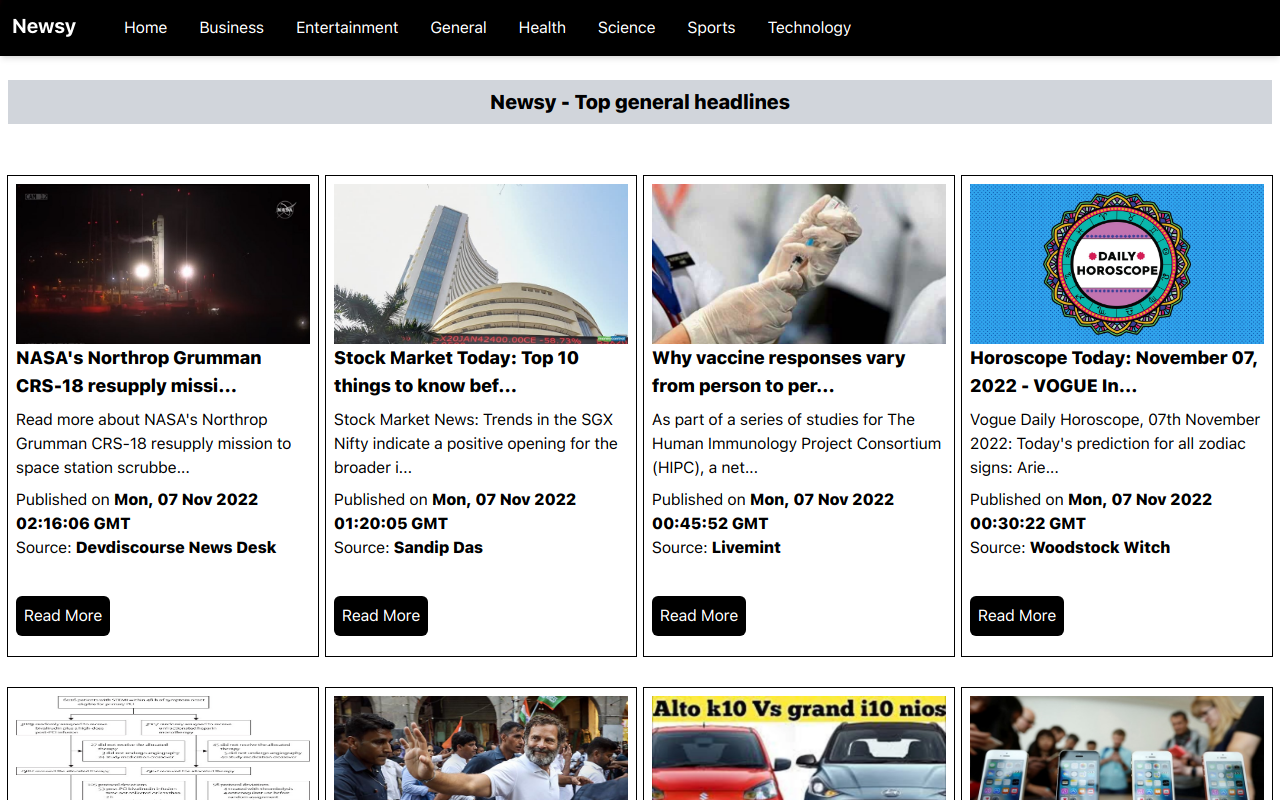 Newsy
Home
Business
Entertainment
General
Health
Science
Sports
Technology
Newsy - Top general headlines
NASA
DAILY
HOROSCOPE
NASA's Northrop Grumman
CRS-18 resupply missi...
Read more about NASA's Northrop
Grumman CRS-18 resupply mission to
space station scrubbe...
Published on Mon, 07 Nov 2022
02:16:06 GMT
Source: Devdiscourse News Desk
Read More
Stock Market Today: Top 10
things to know bef...
Stock Market News: Trends in the SGX
Nifty indicate a positive opening for the
broader i...
Published on Mon, 07 Nov 2022
01:20:05 GMT
Source: Sandip Das
Read More
Why vaccine responses vary
from person to per...
As part of a series of studies for The
Human Immunology Project Consortium
(HIPC), a net...
Published on Mon, 07 Nov 2022
00:45:52 GMT
Source: Livemint
Read More
Horoscope Today: November 07,
2022 - VOGUE In...
Vogue Daily Horoscope, 07th November
2022: Today's prediction for all zodiac
signs: Arie...
Published on Mon, 07 Nov 2022
00:30:22 GMT
Source: Woodstock Witch
Read More
Alto k10 Vs grand i10 nios